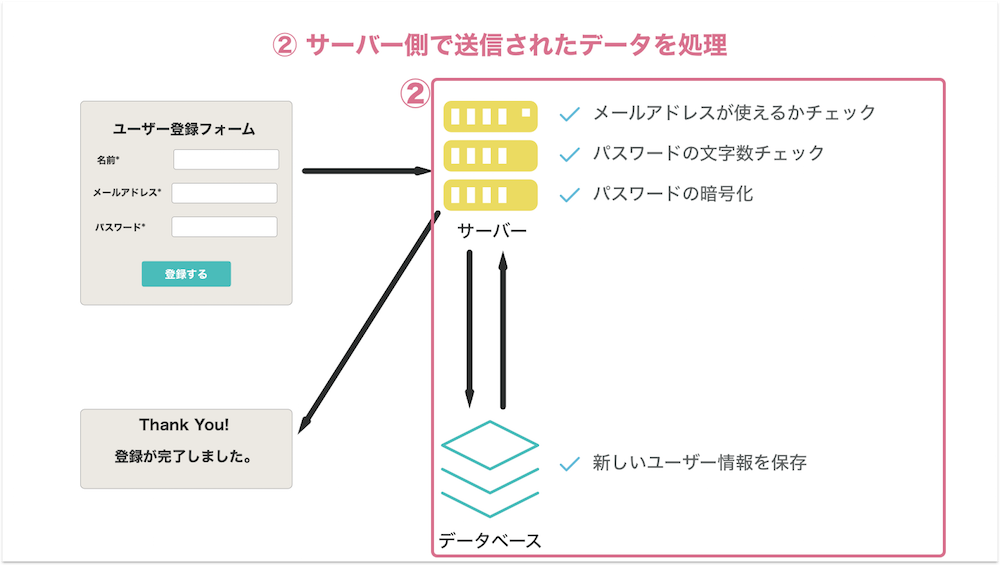 ② サーバー側で送信されたデータを処理
②
ユーザー登録フォーム
名前*
メールアドレス*
パスワード*
登録する
サーバー
メールアドレスが使えるかチェック
パスワードの文字数チェック
パスワードの暗号化
Thank You!
登録が完了しました。
新しいユーザー情報を保存
データベース